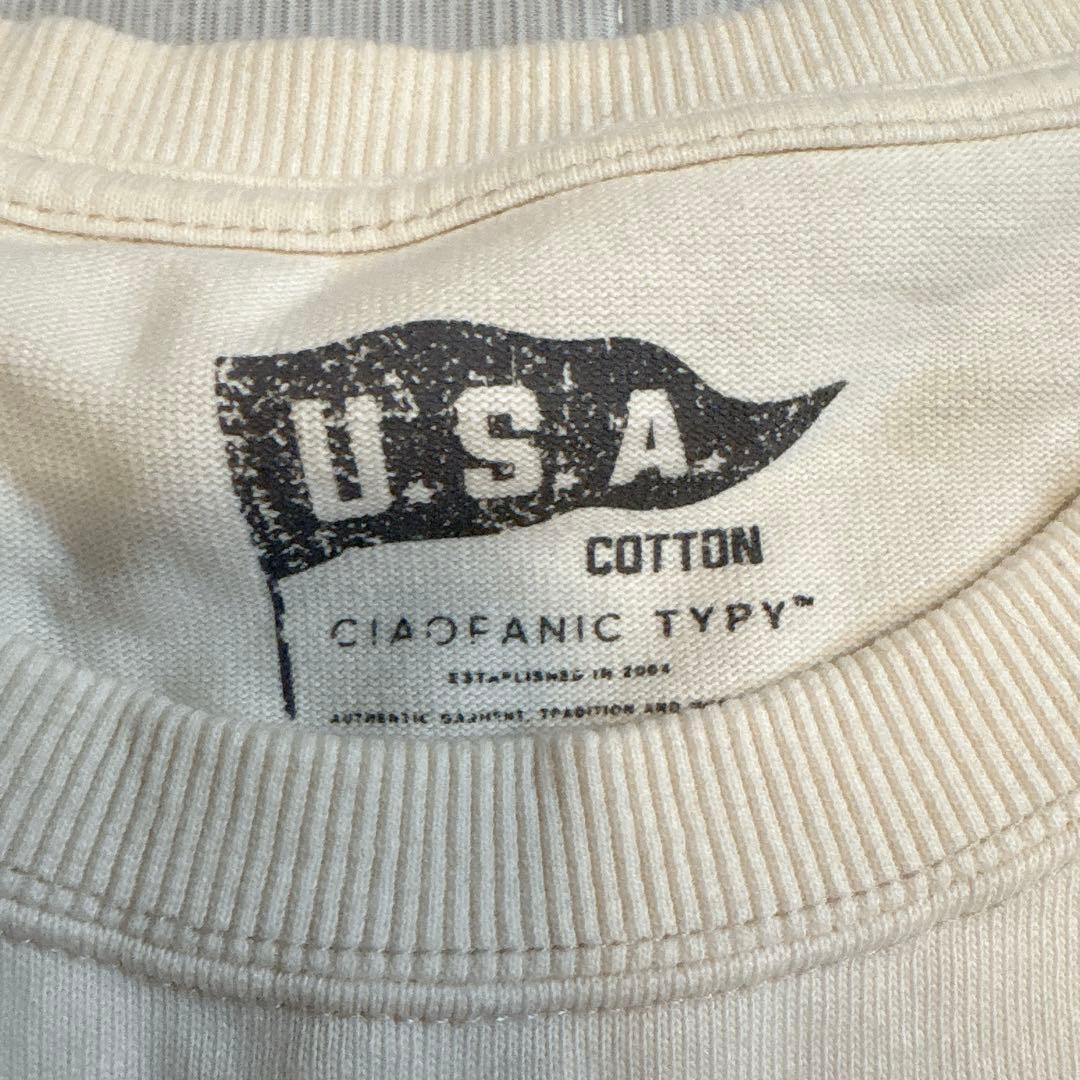 U.S.A.
COTTON
CIAOPANIC TYPY™
ESTABLISHED IN 2004
AUTHENTIC GARMENT, TRADITION AND